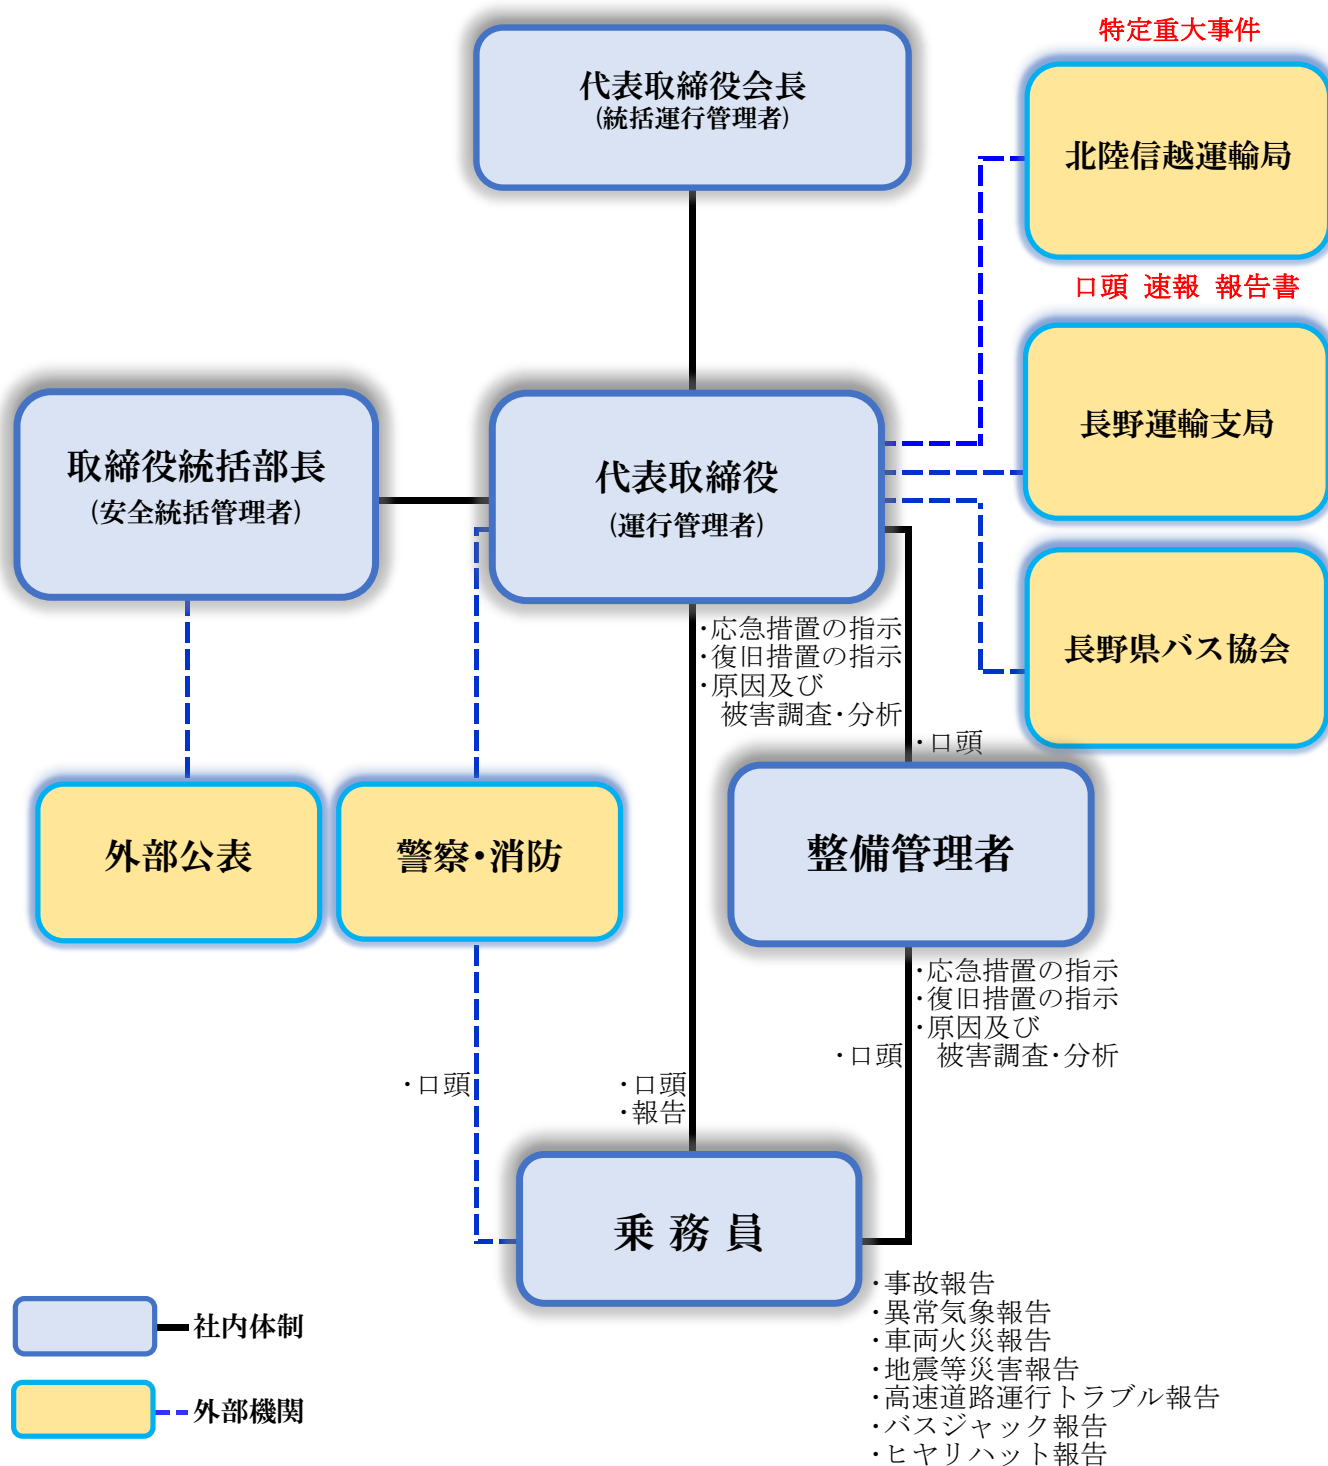 特定重大事件
代表取締役会長
(統括運行管理者)
北陸信越運輸局
口頭 速報 報告書
長野運輸支局
取締役統括部長
(安全統括管理者)
代表取締役
(運行管理者)
長野県バス協会
・応急措置の指示
・復旧措置の指示
・原因及び
被害調査・分析
・口頭
外部公表
警察・消防
整備管理者
・応急措置の指示
・復旧措置の指示
・原因及び
被害調査・分析
・口頭
・口頭
・口頭
・報告
乗務員
・事故報告
・異常気象報告
・車両火災報告
・地震等災害報告
・高速道路運行トラブル報告
・バスジャック報告
・ヒヤリハット報告
社内体制
外部機関